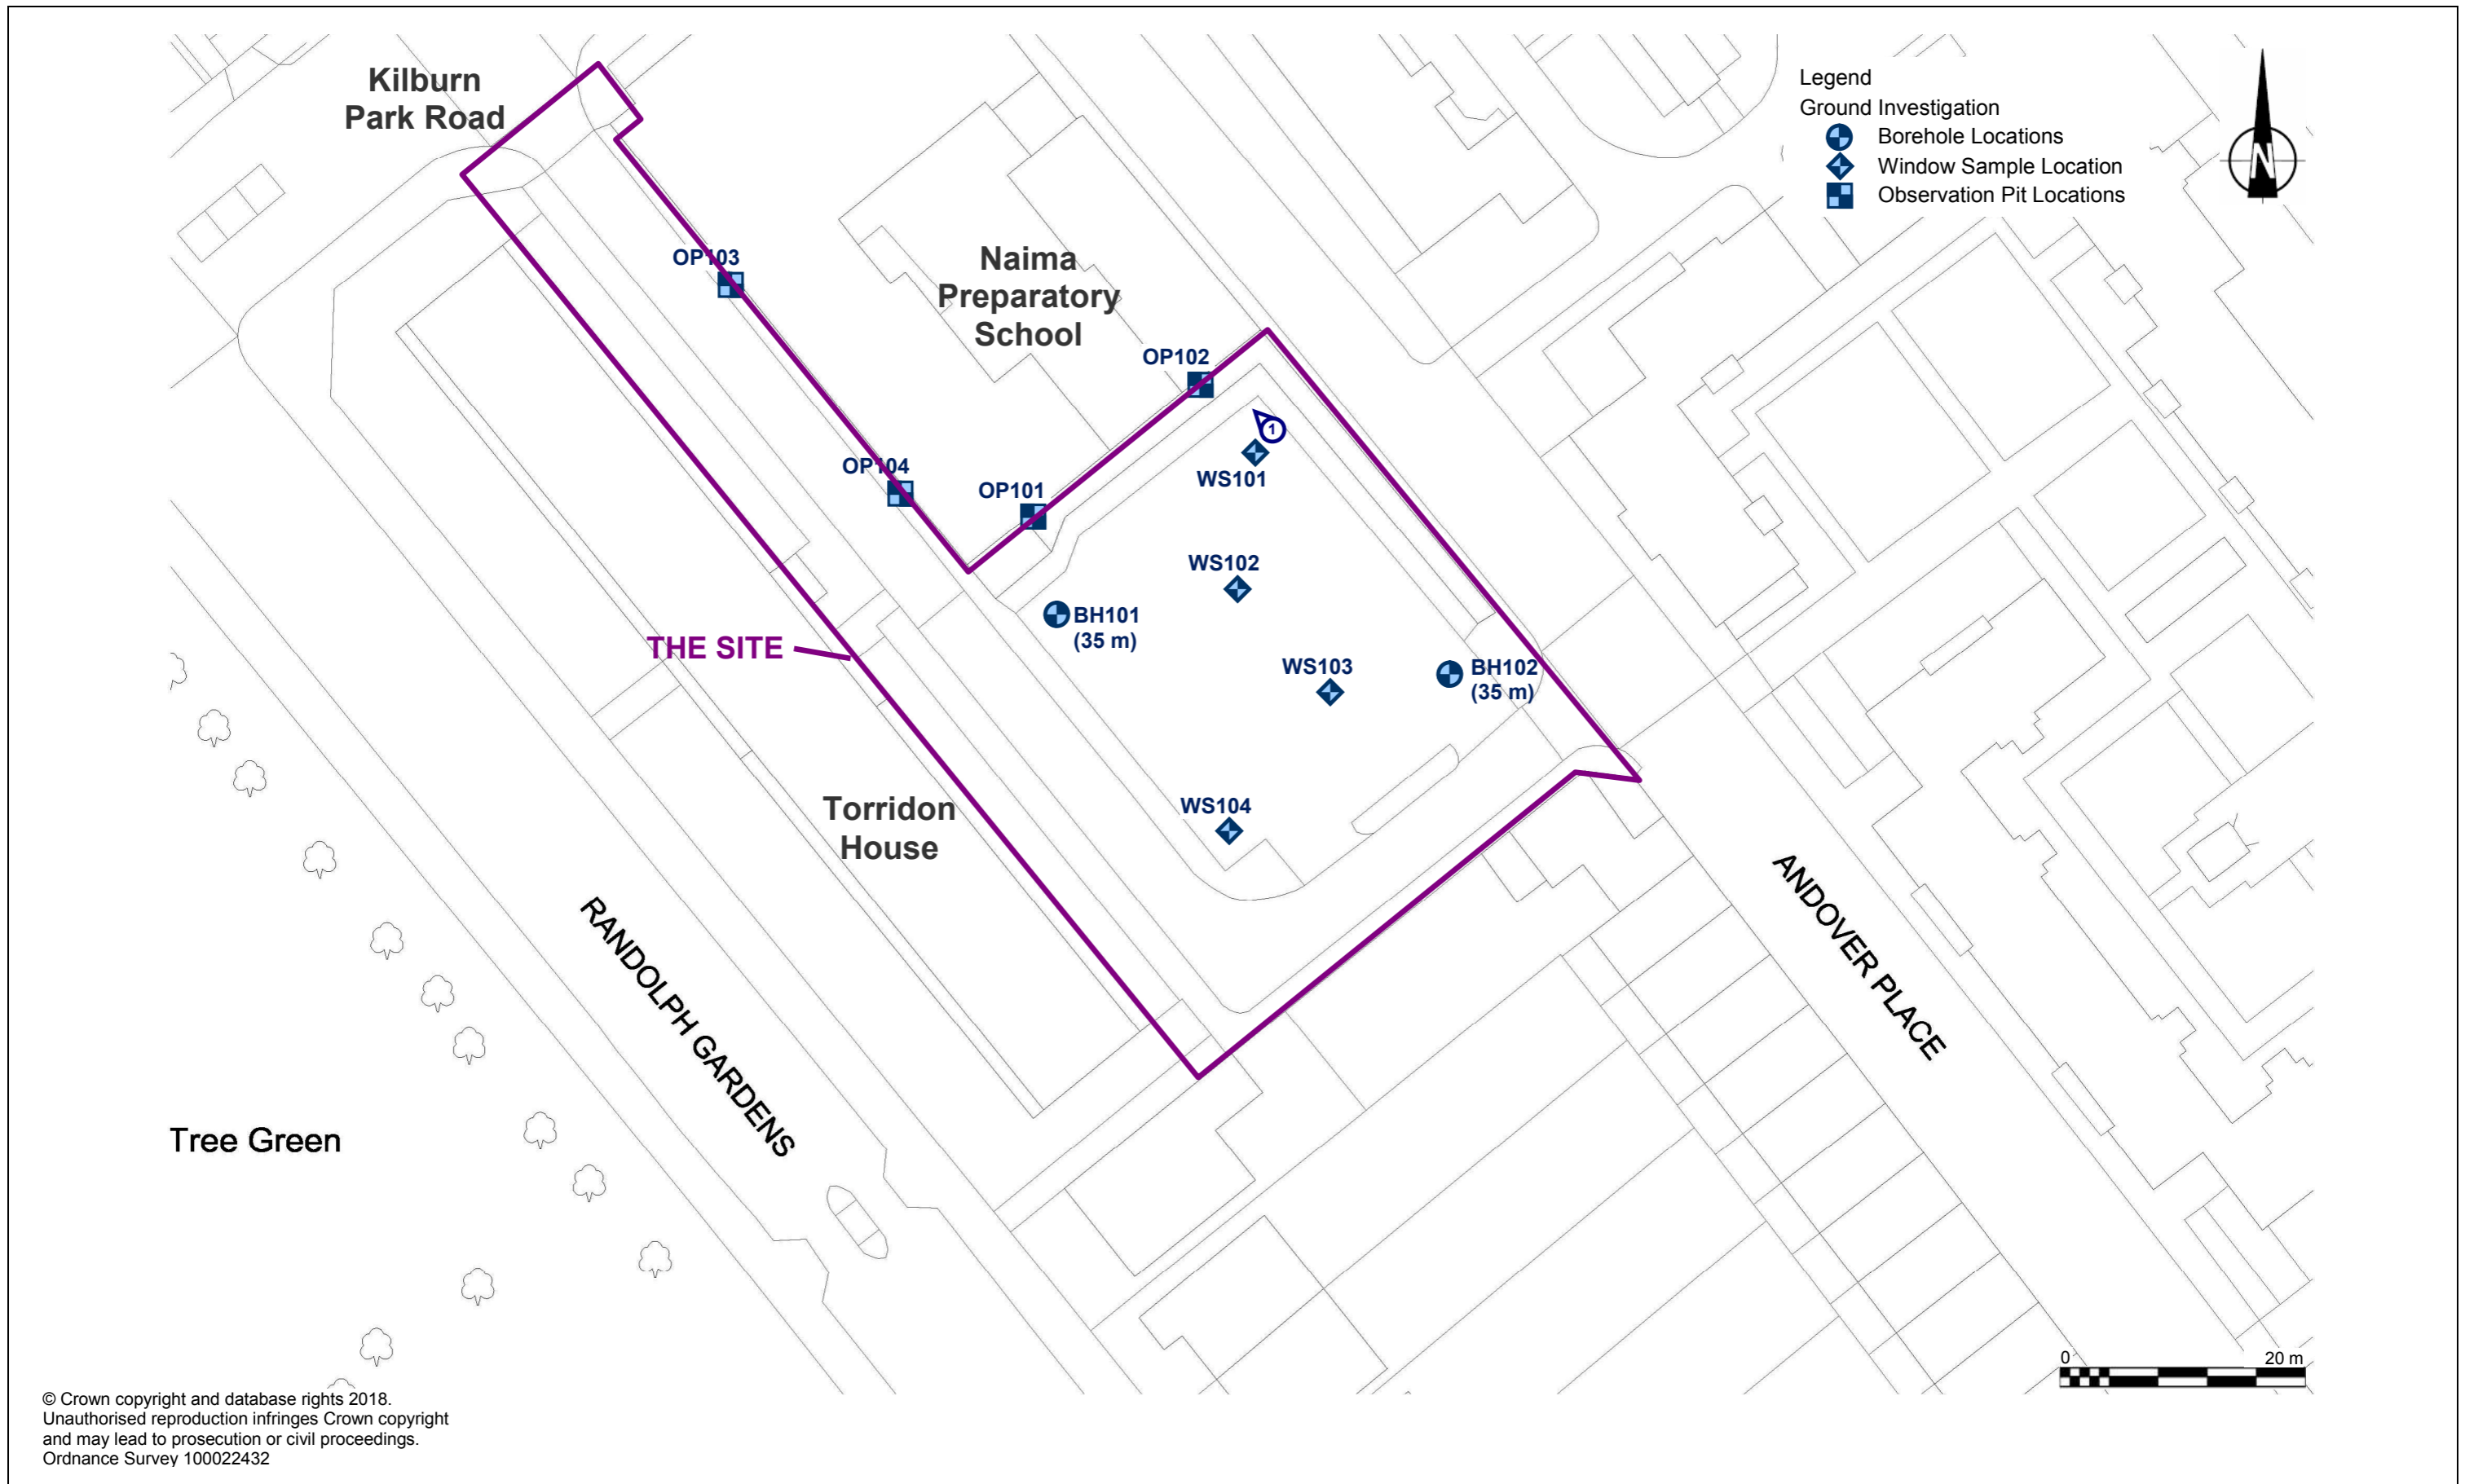 Kilburn
Park Road
Legend
Ground Investigation
Borehole Locations
Window Sample Location
Observation Pit Locations
N
OP103
Naima
Preparatory
School
OP102
1
WS101
OP104
OP101
WS102
BH101
(35 m)
THE SITE
WS103
BH102
(35 m)
WS104
Torridon
House
RANDOLPH GARDENS
ANDOVER PLACE
Tree Green
0
20 m
© Crown copyright and database rights 2018.
Unauthorised reproduction infringes Crown copyright
and may lead to prosecution or civil proceedings.
Ordnance Survey 100022432